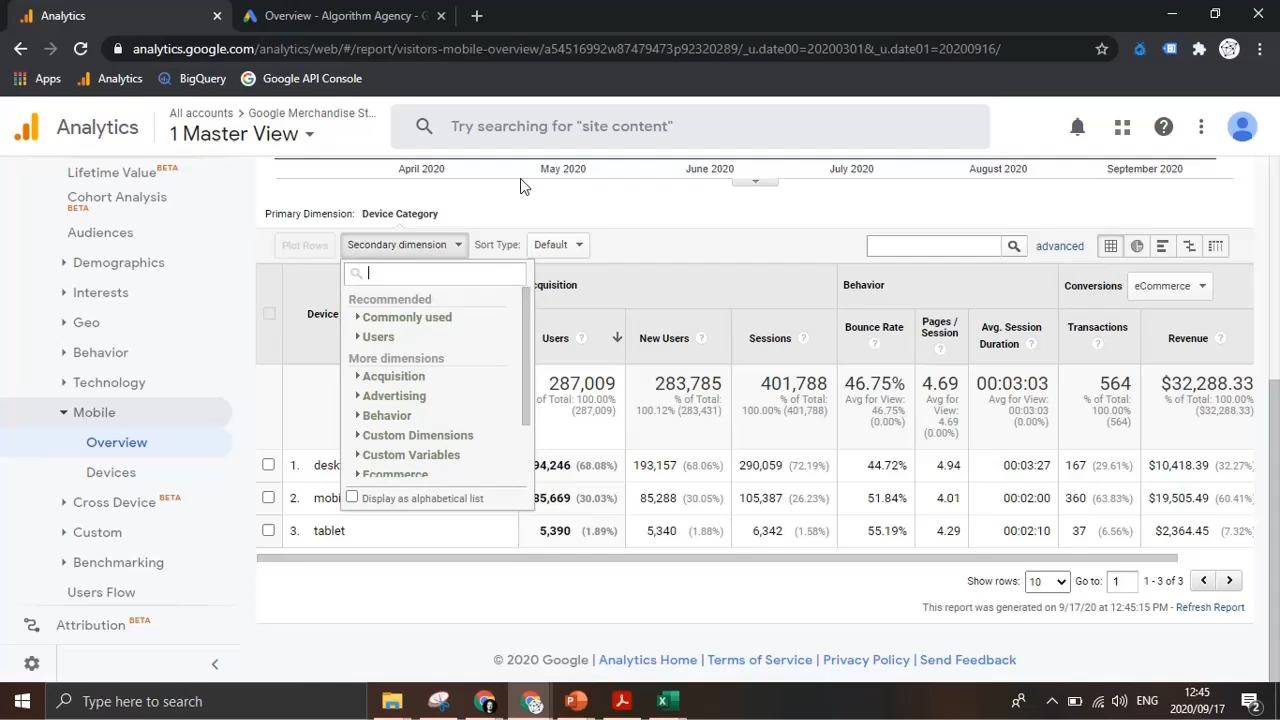 Analytics
Overview - Algorithm Agency - G
analytics.google.com/analytics/web/#/report/visitors-mobile-overview/a54516992w87479473p92320289/_u.date00=20200301&_u.date01=20200916/
Apps
Analytics
BigQuery
Google API Console
Analytics
All accounts > Google Merchandise St...
1 Master View
Try searching for "site content"
Lifetime Value BETA
Cohort Analysis
BETA
Audiences
Demographics
Interests
Geo
Behavior
Technology
Mobile
Overview
Devices
Cross Device BETA
Custom
Benchmarking
Users Flow
Attribution BETA
April 2020 May 2020 June 2020 July 2020 August 2020 September 2020
Primary Dimension: Device Category
Plot Rows Secondary dimension Sort Type: Default advanced
Recommended
Commonly used
Users
More dimensions
Acquisition
Advertising
Behavior
Custom Dimensions
Custom Variables
Ecommerce
Display as alphabetical list
Device cquisition Behavior Conversions eCommerce
Users ? New Users ? Sessions ? Bounce Rate ? Pages / Session ? Avg. Session Duration ? Transactions ? Revenue ?
287,009 283,785 401,788 46.75% 4.69 00:03:03 564 $32,288.33
of Total: 100.00% (287,009) % of Total: 100.12% (283,431) % of Total: 100.00% (401,788) Avg for View: 46.75% (0.00%) Avg for View: 4.69 (0.00%) Avg for View: 00:03:03 (0.00%) % of Total: 100.00% (564) % of Total: 100.00% ($32,288.33)
1. desk 94,246 (68.08%) 193,157 (68.06%) 290,059 (72.19%) 44.72% 4.94 00:03:27 167 (29.61%) $10,418.39 (32.27%)
2. mobi 85,669 (30.03%) 85,288 (30.05%) 105,387 (26.23%) 51.84% 4.01 00:02:00 360 (63.83%) $19,505.49 (60.41%)
3. tablet 5,390 (1.89%) 5,340 (1.88%) 6,342 (1.58%) 55.19% 4.29 00:02:10 37 (6.56%) $2,364.45 (7.32%)
Show rows: 10 Go to: 1 1 - 3 of 3
This report was generated on 9/17/20 at 12:45:15 PM - Refresh Report
© 2020 Google | Analytics Home | Terms of Service | Privacy Policy | Send Feedback
Type here to search
ENG
12:45
2020/09/17
2